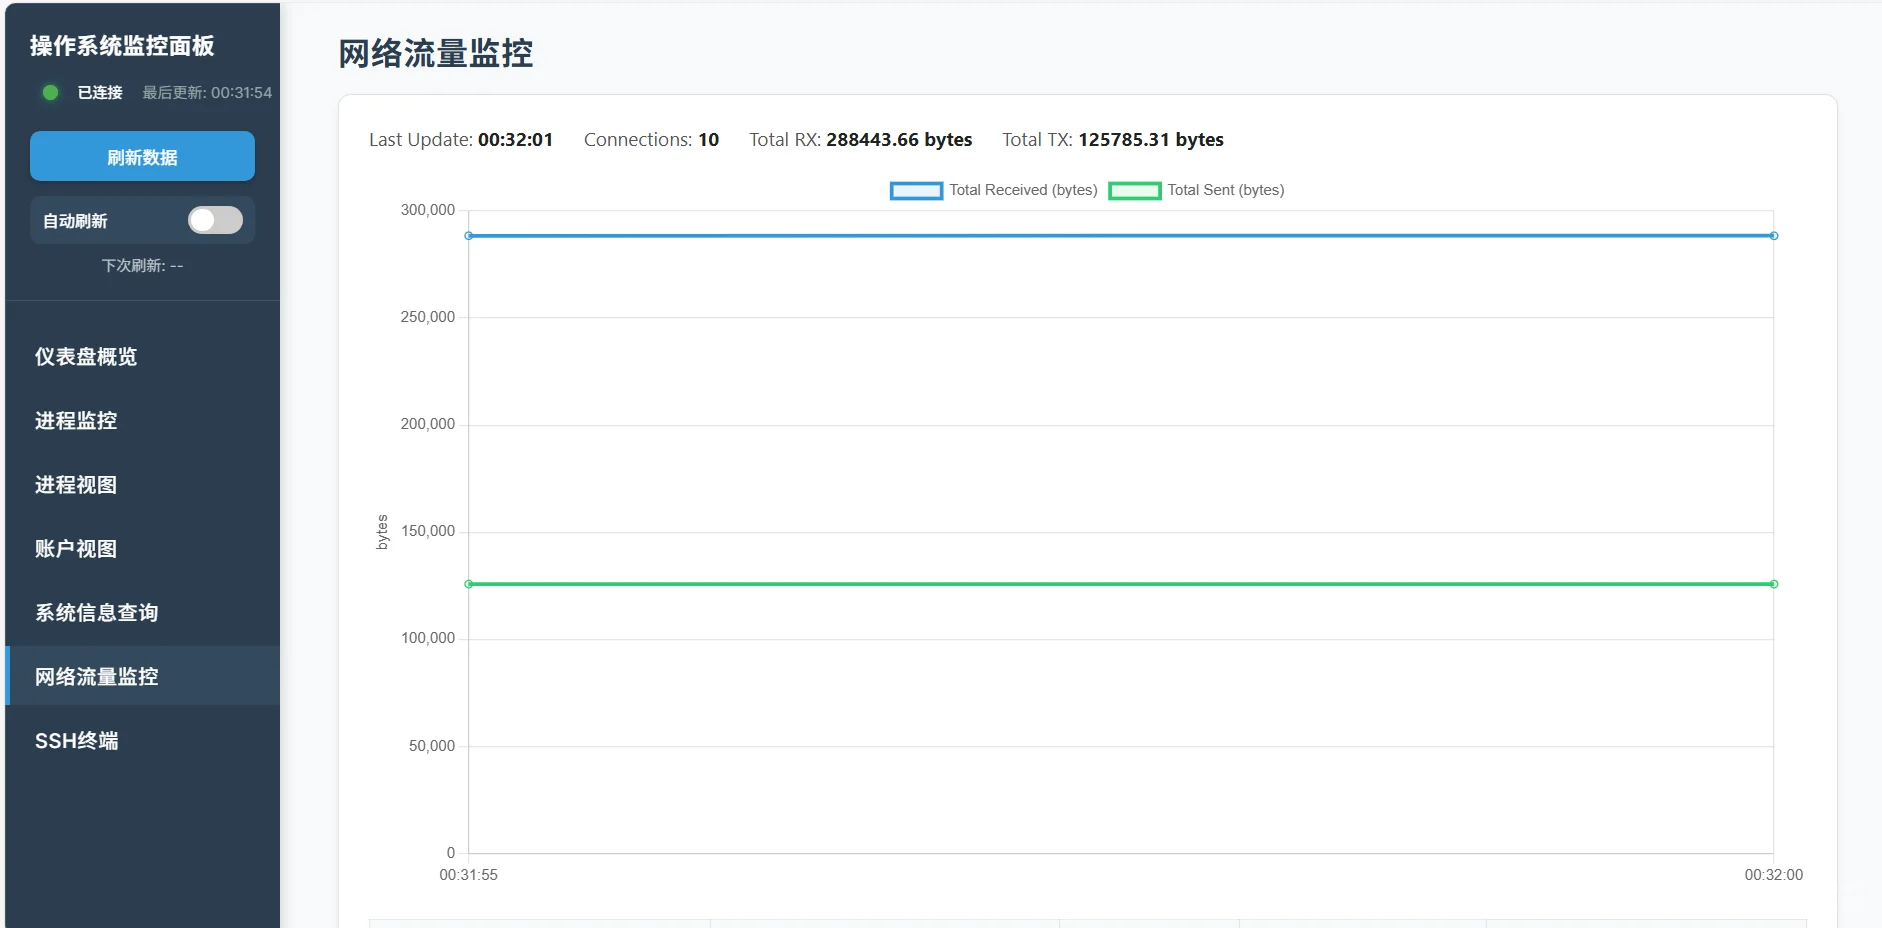 操作系统监控面板
已连接 最后更新: 00:31:54
刷新数据
自动刷新
下次刷新: --
仪表盘概览
进程监控
进程视图
账户视图
系统信息查询
网络流量监控
SSH终端
网络流量监控
Last Update: 00:32:01 Connections: 10 Total RX: 288443.66 bytes Total TX: 125785.31 bytes
Total Received (bytes) Total Sent (bytes)
300,000
250,000
200,000
150,000
100,000
50,000
0
bytes
00:31:55 00:32:00